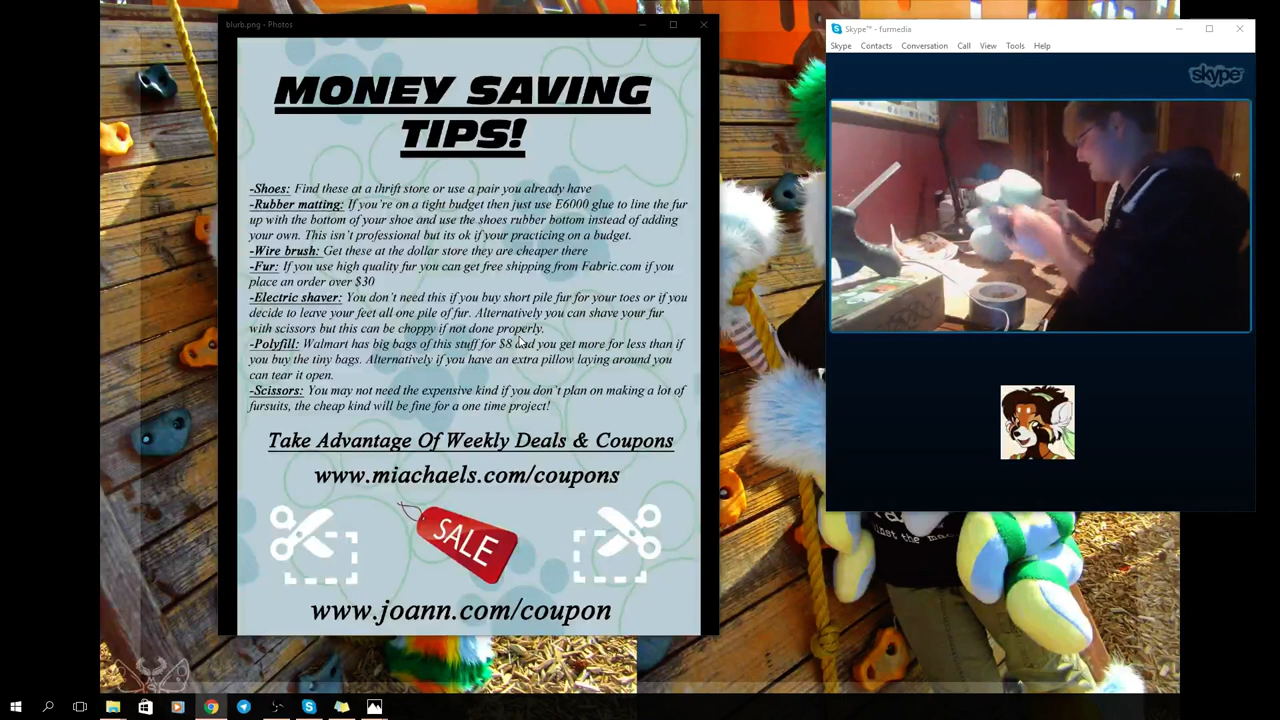 blurb.png - Photos
MONEY SAVING
TIPS!
-Shoes: Find these at a thrift store or use a pair you already have
-Rubber matting: If you're on a tight budget then just use E6000 glue to line the fur
up with the bottom of your shoe and use the shoes rubber bottom instead of adding
your own. This isn't professional but its ok if your practicing on a budget.
-Wire brush: Get these at the dollar store they are cheaper there
-Fur: If you use high quality fur you can get free shipping from Fabric.com if you
place an order over $30
-Electric shaver: You don't need this if you buy short pile fur for your toes or if you
decide to leave your feet all one pile of fur. Alternatively you can shave your fur
with scissors but this can be choppy if not done properly.
-Polyfill: Walmart has big bags of this stuff for $8 and you get more for less than if
you buy the tiny bags. Alternatively if you have an extra pillow laying around you
can tear it open.
-Scissors: You may not need the expensive kind if you don't plan on making a lot of
fursuits, the cheap kind will be fine for a one time project!
Take Advantage Of Weekly Deals & Coupons
www.miachaels.com/coupons
SALE
www.joann.com/coupon
Skype™ - furmedia
Skype Contacts Conversation Call View Tools Help
skype